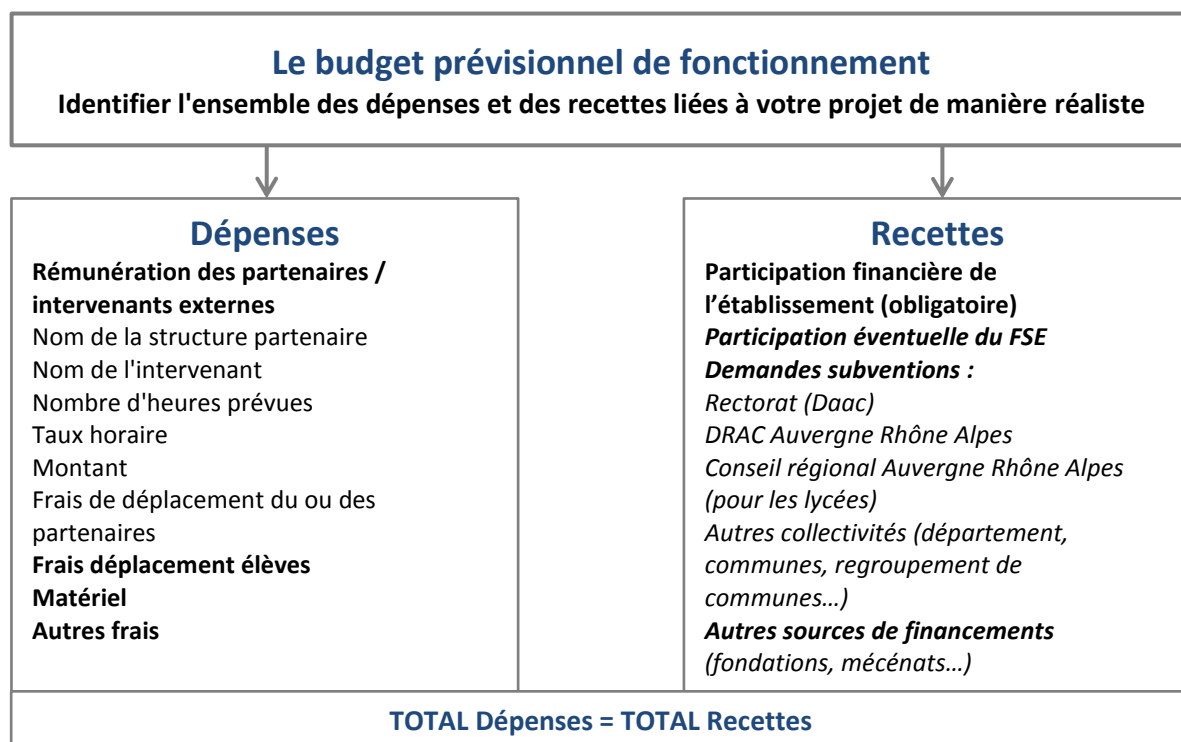 Le budget prévisionnel de fonctionnement
Identifier l'ensemble des dépenses et des recettes liées à votre projet de manière réaliste
Dépenses
Rémunération des partenaires /
intervenants externes
Nom de la structure partenaire
Nom de l'intervenant
Nombre d'heures prévues
Taux horaire
Montant
Frais de déplacement du ou des
partenaires
Frais déplacement élèves
Matériel
Autres frais
Recettes
Participation financière de
l’établissement (obligatoire)
Participation éventuelle du FSE
Demandes subventions :
Rectorat (Daac)
DRAC Auvergne Rhône Alpes
Conseil régional Auvergne Rhône Alpes
(pour les lycées)
Autres collectivités (département,
communes, regroupement de
communes…)
Autres sources de financements
(fondations, mécénats…)
TOTAL Dépenses = TOTAL Recettes